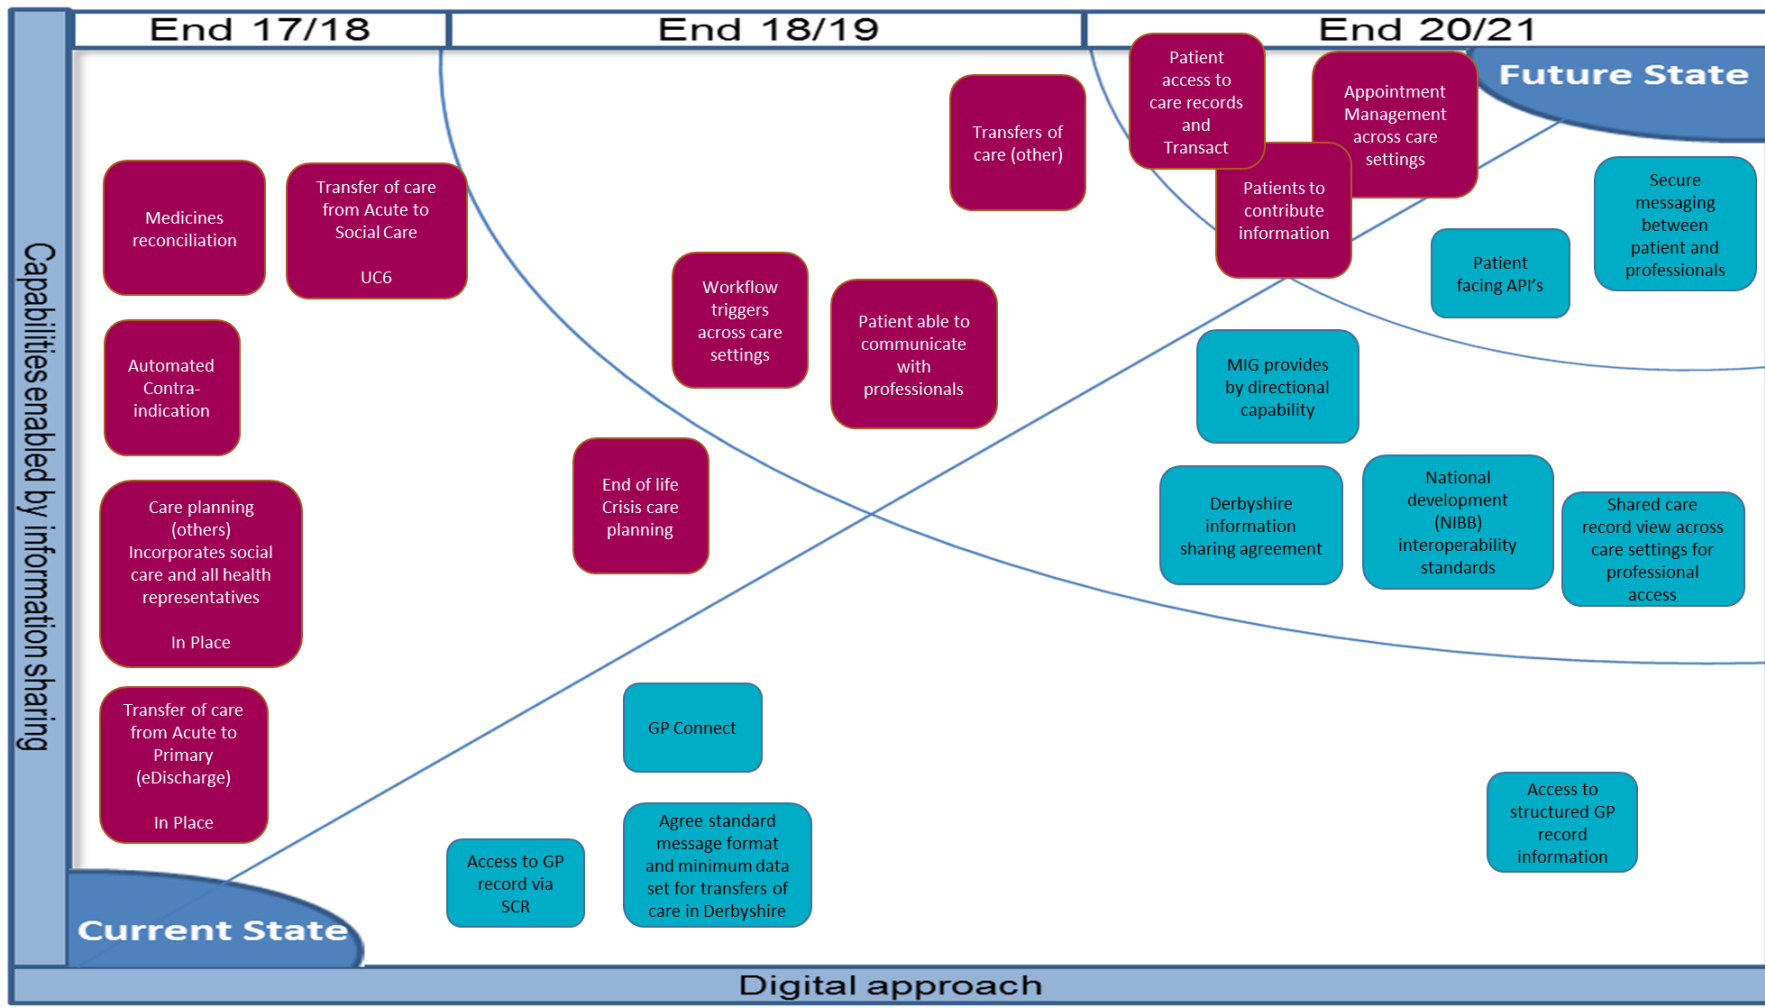 End 17/18
End 18/19
End 20/21
Future State
Capabilities enabled by information sharing
Medicines
reconciliation
Transfer of care
from Acute to
Social Care
UC6
Automated
Contra-
indication
Care planning
(others)
Incorporates social
care and all health
representatives
In Place
Transfer of care
from Acute to
Primary
(eDischarge)
In Place
Current State
Transfers of
care (other)
Workflow
triggers
across care
settings
Patient able to
communicate
with
professionals
End of life
Crisis care
planning
Patient
access to
care records
and
Transact
Appointment
Management
across care
settings
Patients to
contribute
information
Secure
messaging
between
patient and
professionals
Patient
facing API's
MIG provides
by directional
capability
Derbyshire
information
sharing agreement
National
development
(NIBB)
interoperability
standards
Shared care
record view across
care settings for
professional
access
GP Connect
Access to GP
record via
SCR
Agree standard
message format
and minimum data
set for transfers of
care in Derbyshire
Access to
structured GP
record
information
Digital approach